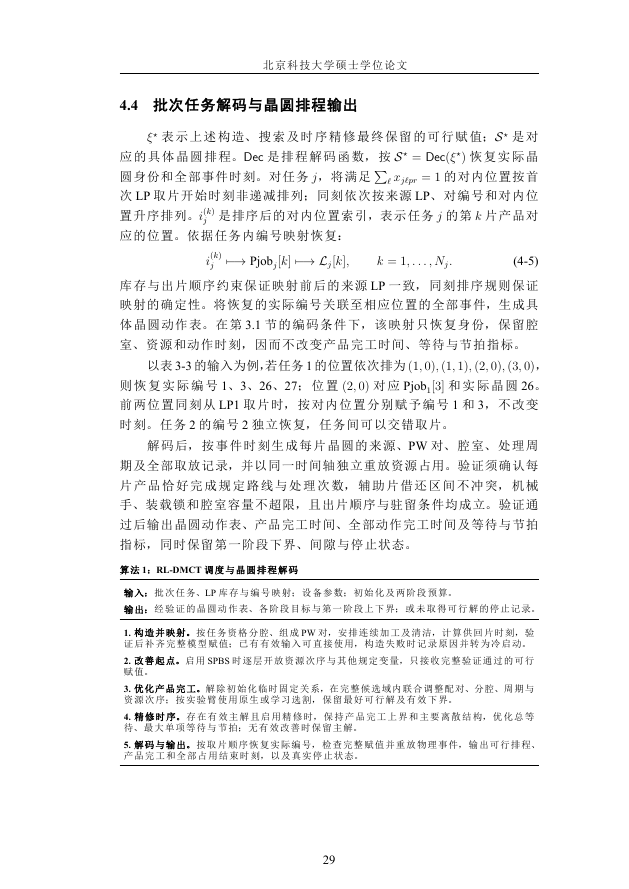 北京科技大学硕士学位论文
4.4 批次任务解码与晶圆排程输出
ξ⋆ 表示上述构造、搜索及时序精修最终保留的可行赋值；S⋆ 是对
应的具体晶圆排程。Dec 是排程解码函数，按 S⋆ = Dec(ξ⋆) 恢复实际晶
圆身份和全部事件时刻。对任务 j，将满足 ∑ℓ xjℓpr = 1 的对内位置按首
次 LP 取片开始时刻非递减排列；同刻依次按来源 LP、对编号和对内位
置升序排列。i_j^(k) 是排序后的对内位置索引，表示任务 j 的第 k 片产品对
应的位置。依据任务内编号映射恢复：
i_j^(k) ⟼ Pjob_j[k] ⟼ L_j[k], k = 1, . . . , N_j. (4-5)
库存与出片顺序约束保证映射前后的来源 LP 一致，同刻排序规则保证
映射的确定性。将恢复的实际编号关联至相应位置的全部事件，生成具
体晶圆动作表。在第 3.1 节的编码条件下，该映射只恢复身份，保留腔
室、资源和动作时刻，因而不改变产品完工时间、等待与节拍指标。
以表 3-3 的输入为例，若任务 1 的位置依次排为 (1, 0), (1, 1), (2, 0), (3, 0)，
则恢复实际编号 1、3、26、27；位置 (2, 0) 对应 Pjob₁[3] 和实际晶圆 26。
前两位置同刻从 LP1 取片时，按对内位置分别赋予编号 1 和 3，不改变
时刻。任务 2 的编号 2 独立恢复，任务间可以交错取片。
解码后，按事件时刻生成每片晶圆的来源、PW 对、腔室、处理周
期及全部取放记录，并以同一时间轴独立重放资源占用。验证须确认每
片产品恰好完成规定路线与处理次数，辅助片借还区间不冲突，机械
手、装载锁和腔室容量不超限，且出片顺序与驻留条件均成立。验证通
过后输出晶圆动作表、产品完工时间、全部动作完工时间及等待与节拍
指标，同时保留第一阶段下界、间隙与停止状态。
算法 1：RL-DMCT 调度与晶圆排程解码
输入：批次任务、LP 库存与编号映射；设备参数；初始化及两阶段预算。
输出：经验证的晶圆动作表、各阶段目标与第一阶段上下界；或未取得可行解的停止记录。
1. 构造并映射。按任务资格分腔、组成 PW 对，安排连续加工及清洁，计算供回片时刻，验
证后补齐完整模型赋值；已有有效输入可直接使用，构造失败时记录原因并转为冷启动。
2. 改善起点。启用 SPBS 时逐层开放资源次序与其他规定变量，只接收完整验证通过的可行
赋值。
3. 优化产品完工。解除初始化临时固定关系，在完整候选域内联合调整配对、分腔、周期与
资源次序；按实验臂使用原生或学习选割，保留最好可行解及有效下界。
4. 精修时序。存在有效主解且启用精修时，保持产品完工上界和主要离散结构，优化总等
待、最大单项等待与节拍；无有效改善时保留主解。
5. 解码与输出。按取片顺序恢复实际编号，检查完整赋值并重放物理事件，输出可行排程、
产品完工和全部占用结束时刻，以及真实停止状态。
29